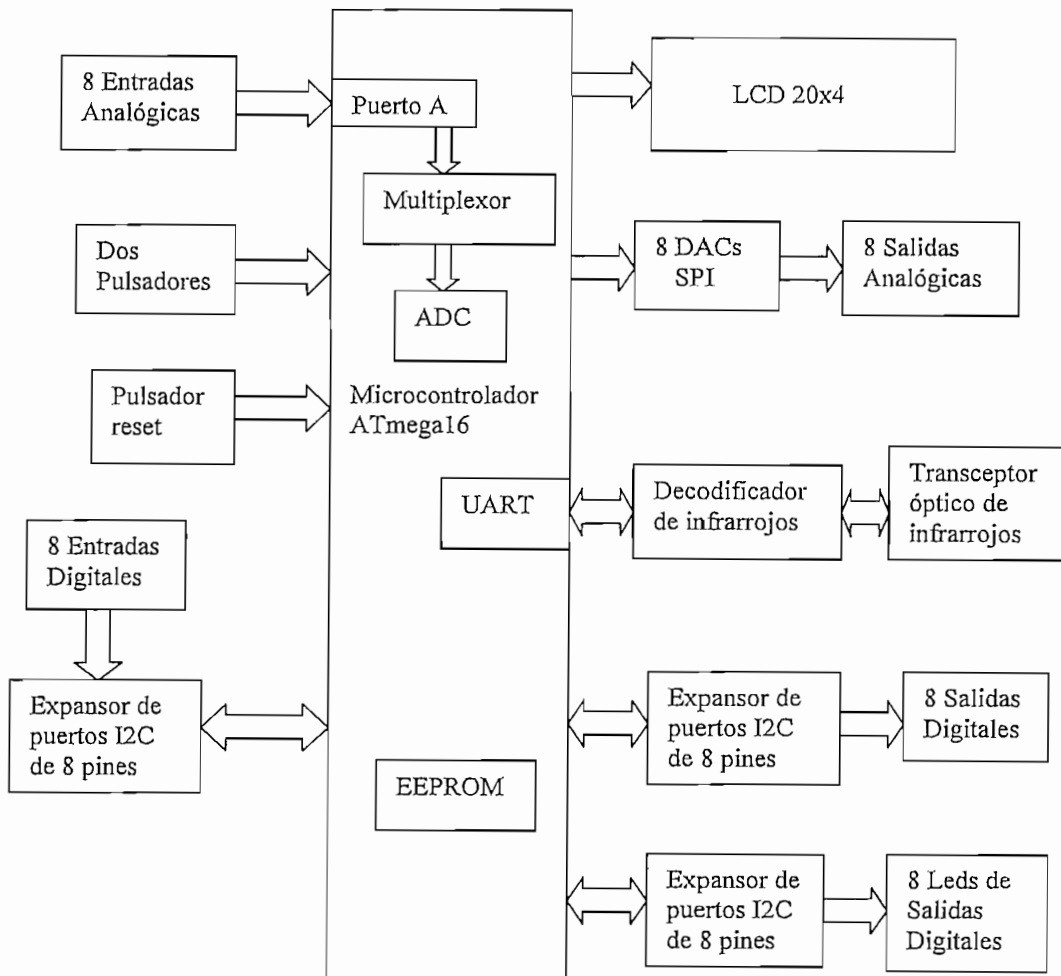 8 Entradas
Analógicas
Puerto A
LCD 20x4
Multiplexor
Dos
Pulsadores
ADC
8 DACs
SPI
8 Salidas
Analógicas
Pulsador
reset
Microcontrolador
ATmega16
UART
Decodificador
de infrarrojos
Transceptor
óptico de
infrarrojos
8 Entradas
Digitales
Expansor de
puertos I2C
de 8 pines
Expansor de
puertos I2C
de 8 pines
8 Salidas
Digitales
EEPROM
Expansor de
puertos I2C
de 8 pines
8 Leds de
Salidas
Digitales